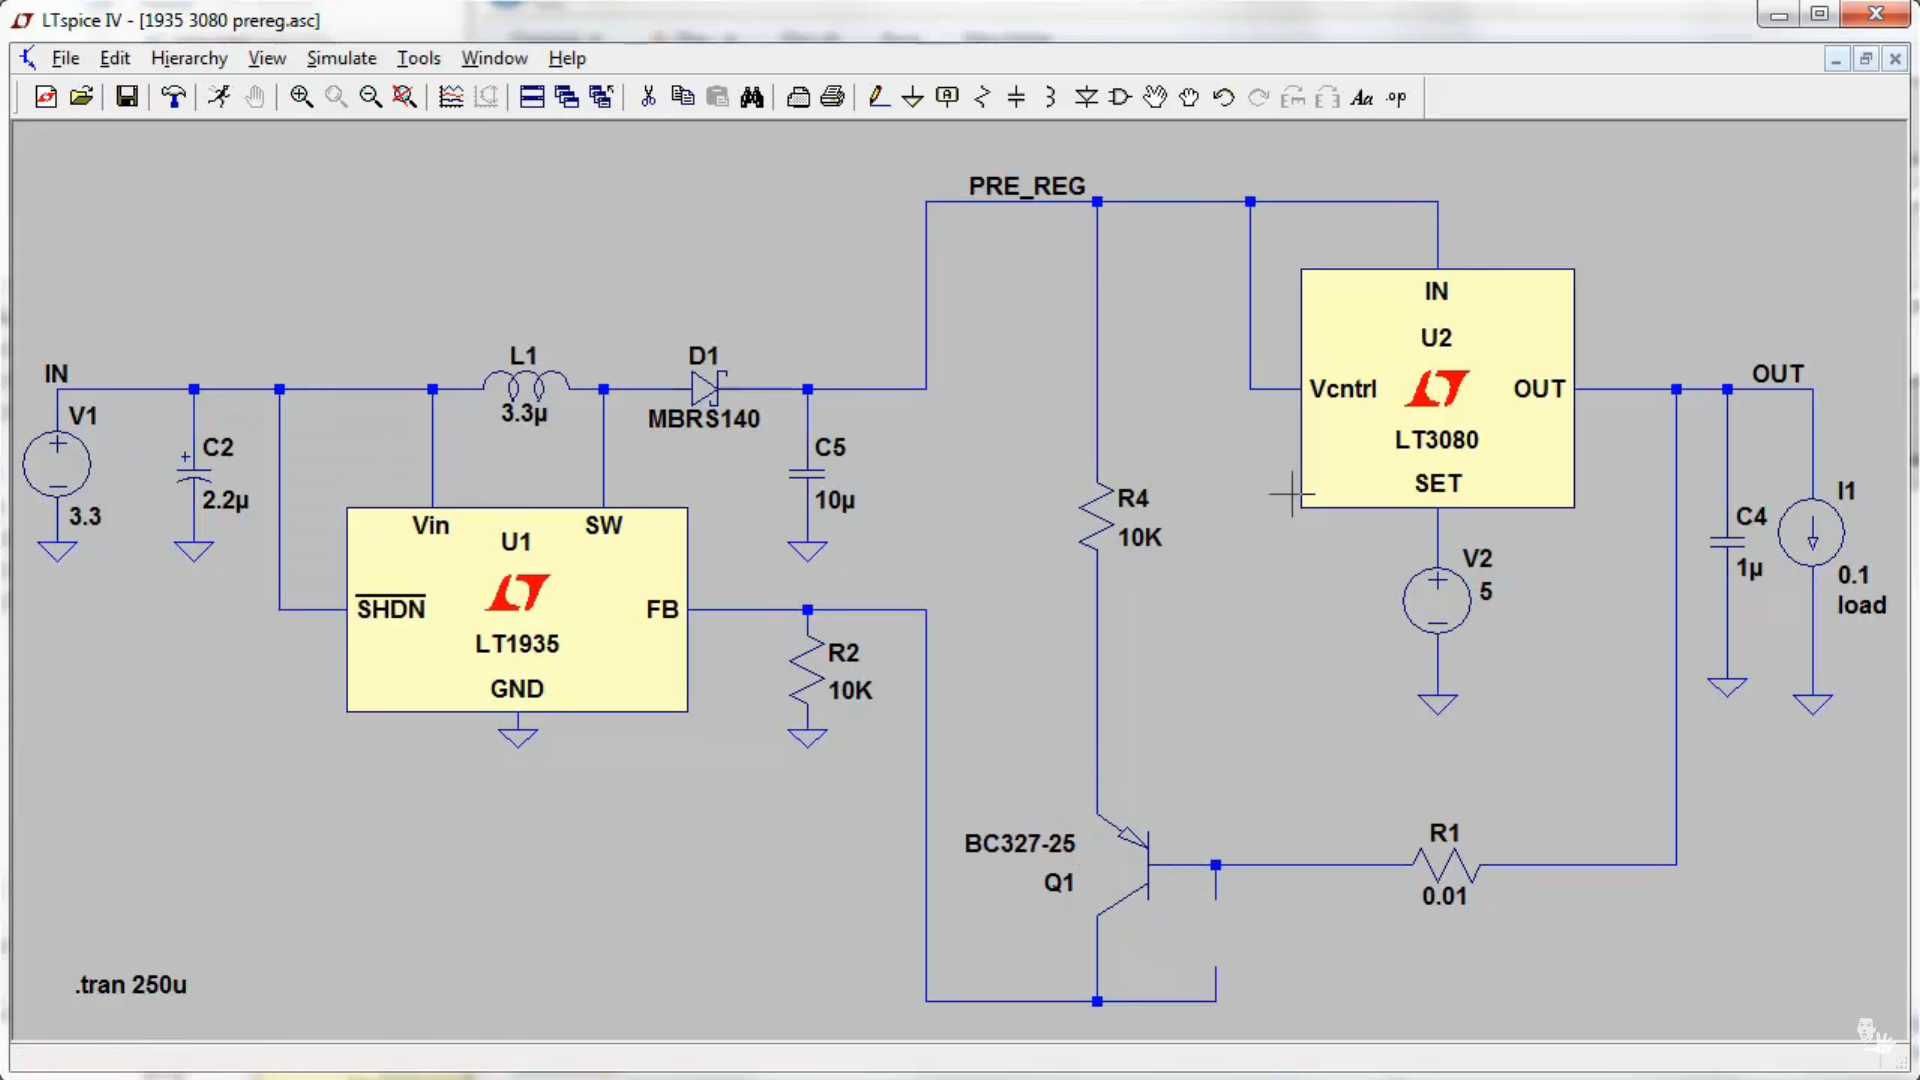 LTspice IV - [1935 3080 prereg.asc]
File Edit Hierarchy View Simulate Tools Window Help
Aa .op
PRE_REG
IN
U2
Vcntrl
OUT
LT3080
SET
IN
V1
3.3
C2
2.2µ
L1
3.3µ
D1
MBRS140
C5
10µ
Vin
SW
U1
SHDN
FB
LT1935
GND
R2
10K
R4
10K
V2
5
OUT
C4
1µ
I1
0.1
load
BC327-25
Q1
R1
0.01
.tran 250u